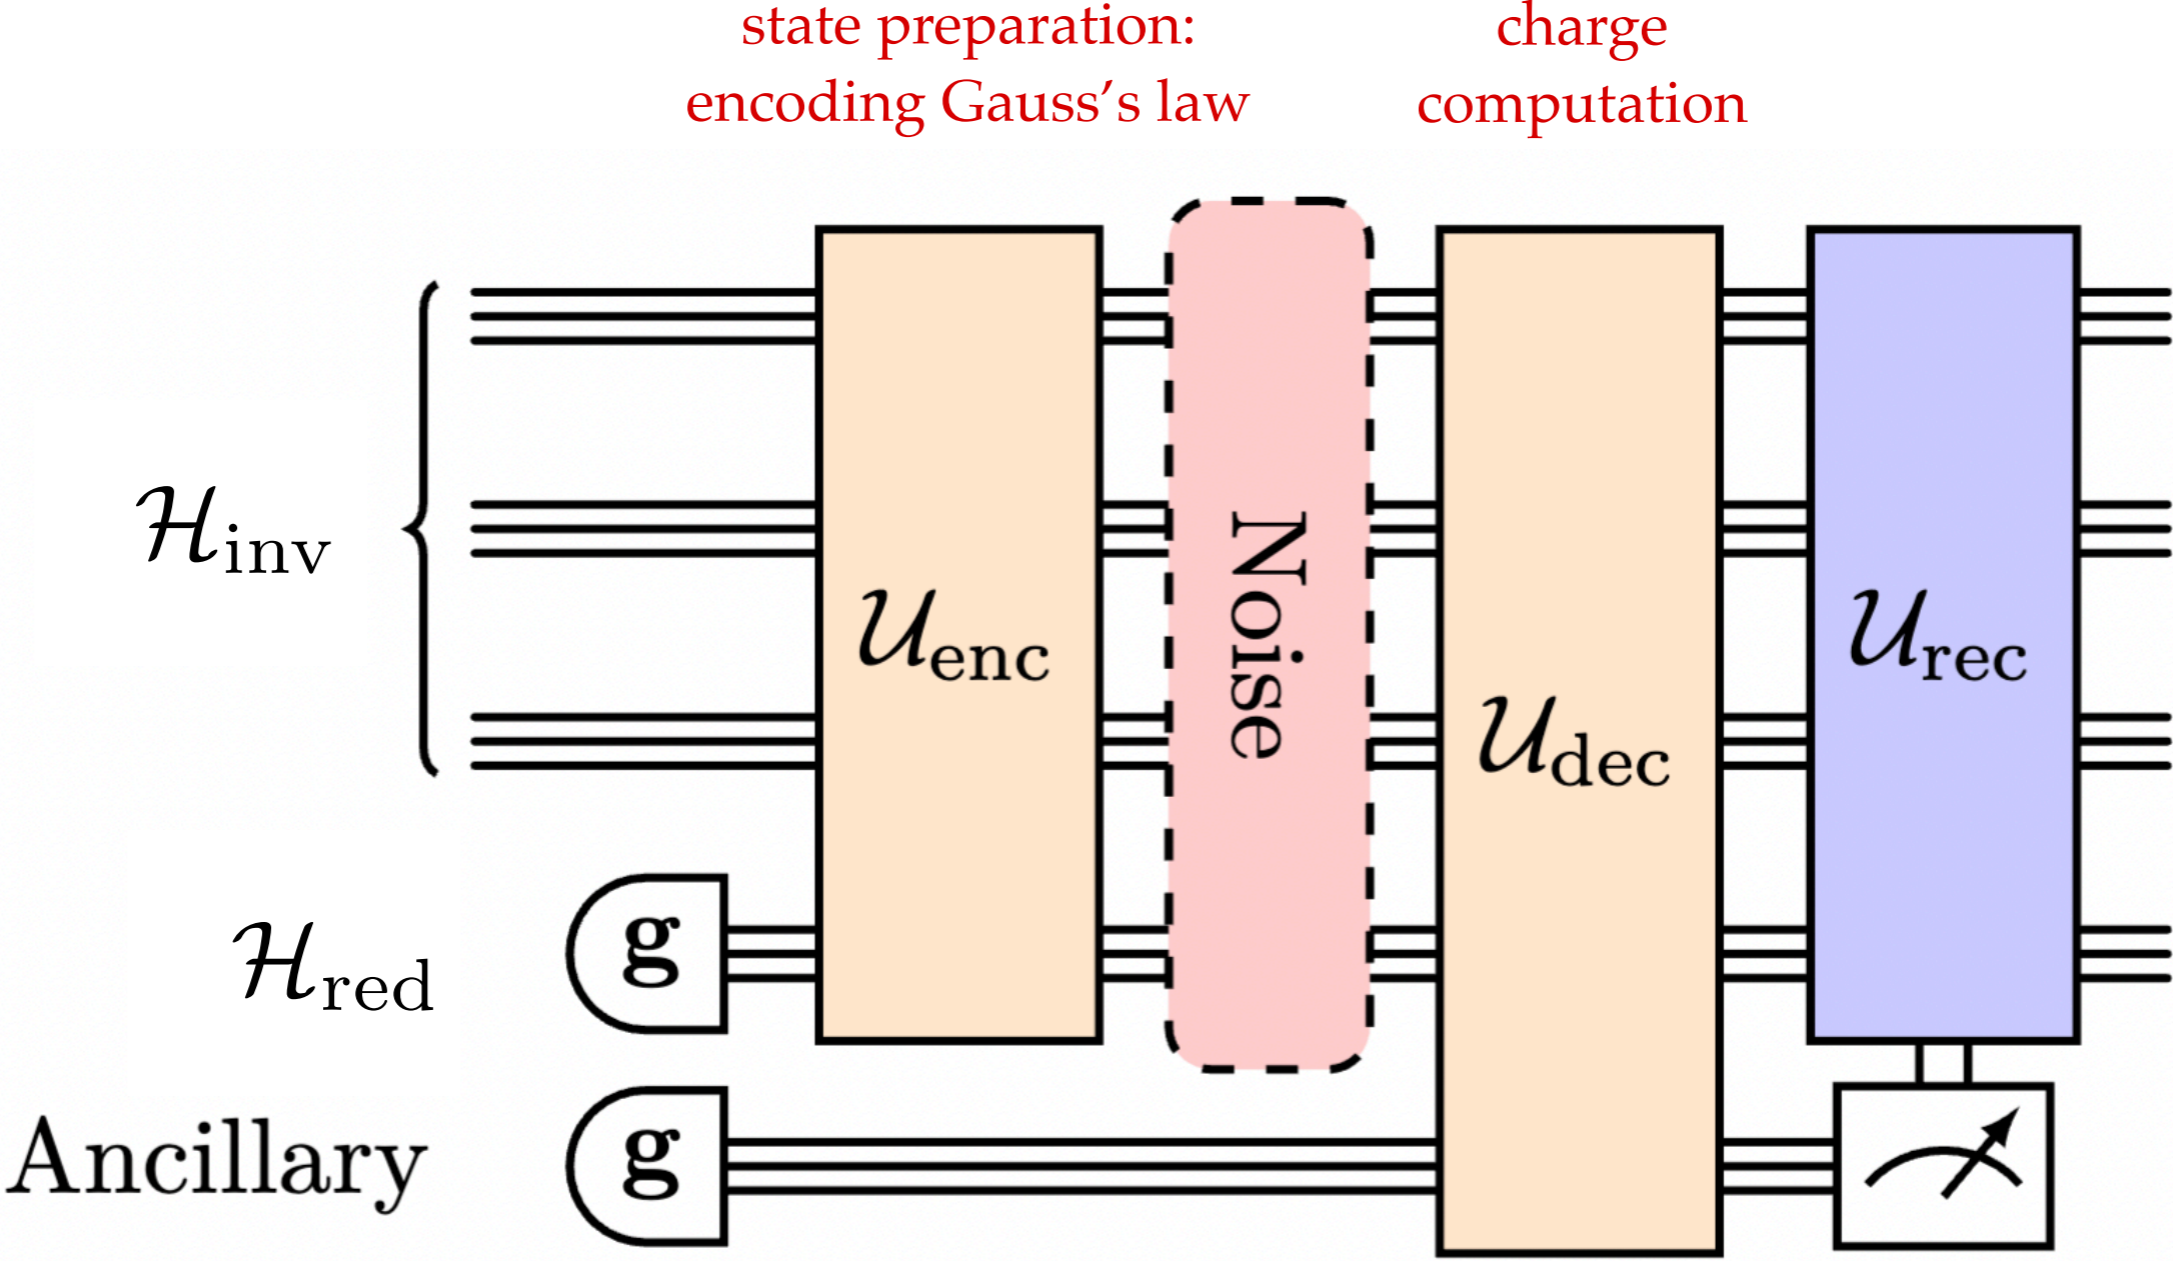 state preparation:
encoding Gauss's law
charge
computation
ℋinv
𝒰enc
Noise
𝒰dec
𝒰rec
ℋred
g
Ancillary
g